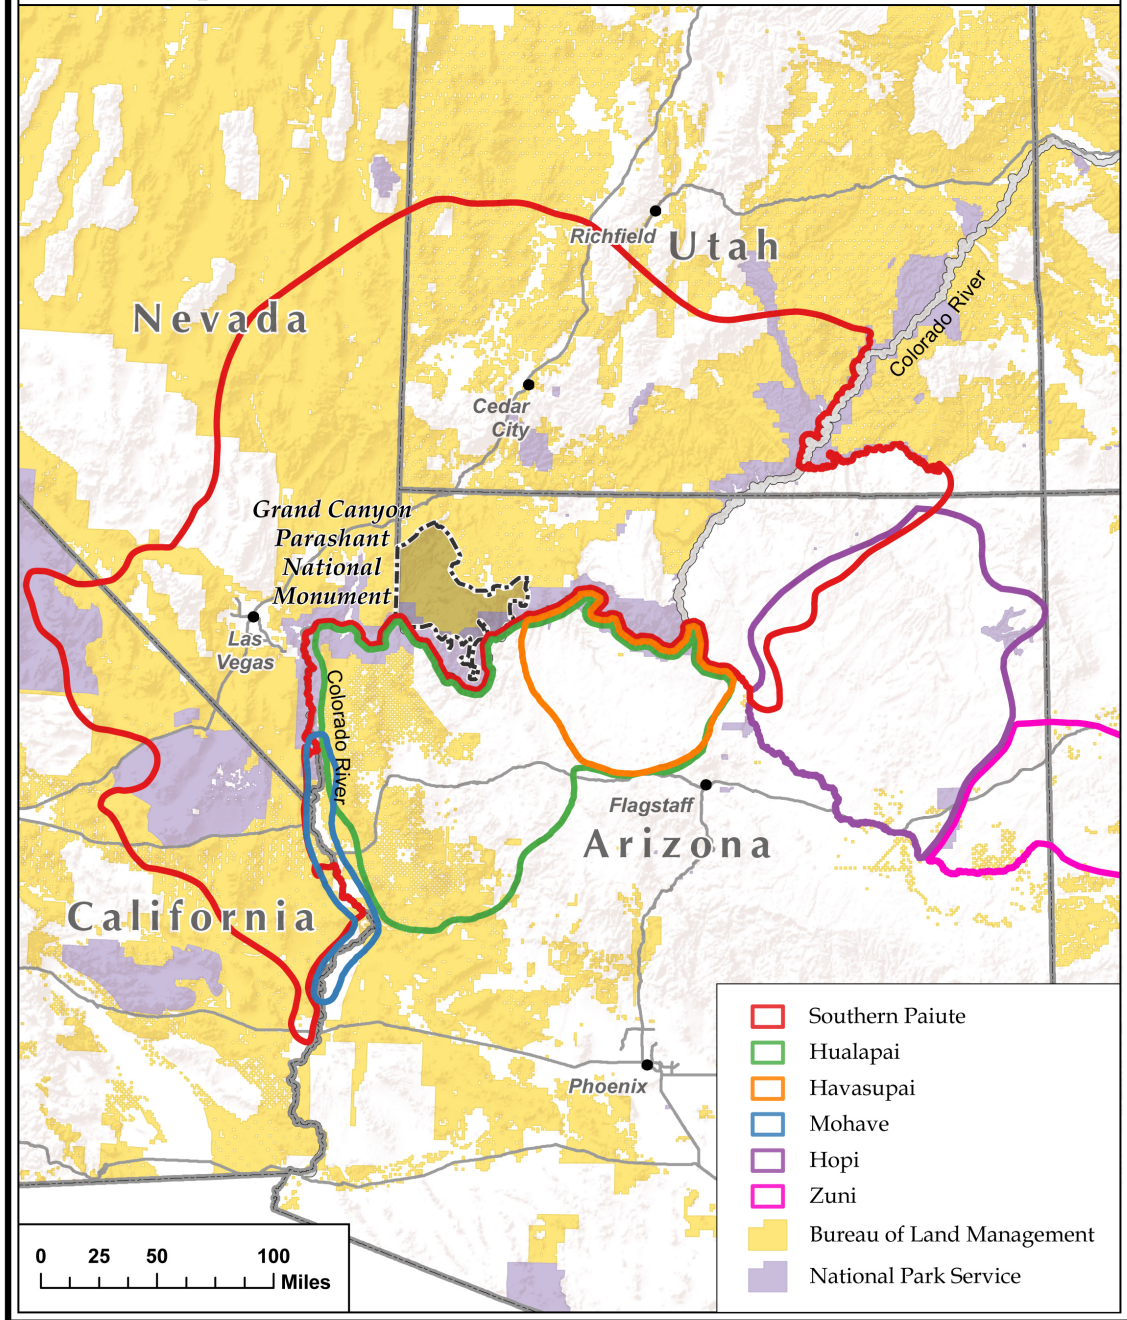 Richfield
Utah
Colorado River
Nevada
Cedar
City
Grand Canyon
Parashant
National
Monument
Las
Vegas
Colorado River
Flagstaff
Arizona
California
Phoenix
Southern Paiute
Hualapai
Havasupai
Mohave
Hopi
Zuni
Bureau of Land Management
National Park Service
0 25 50 100
Miles